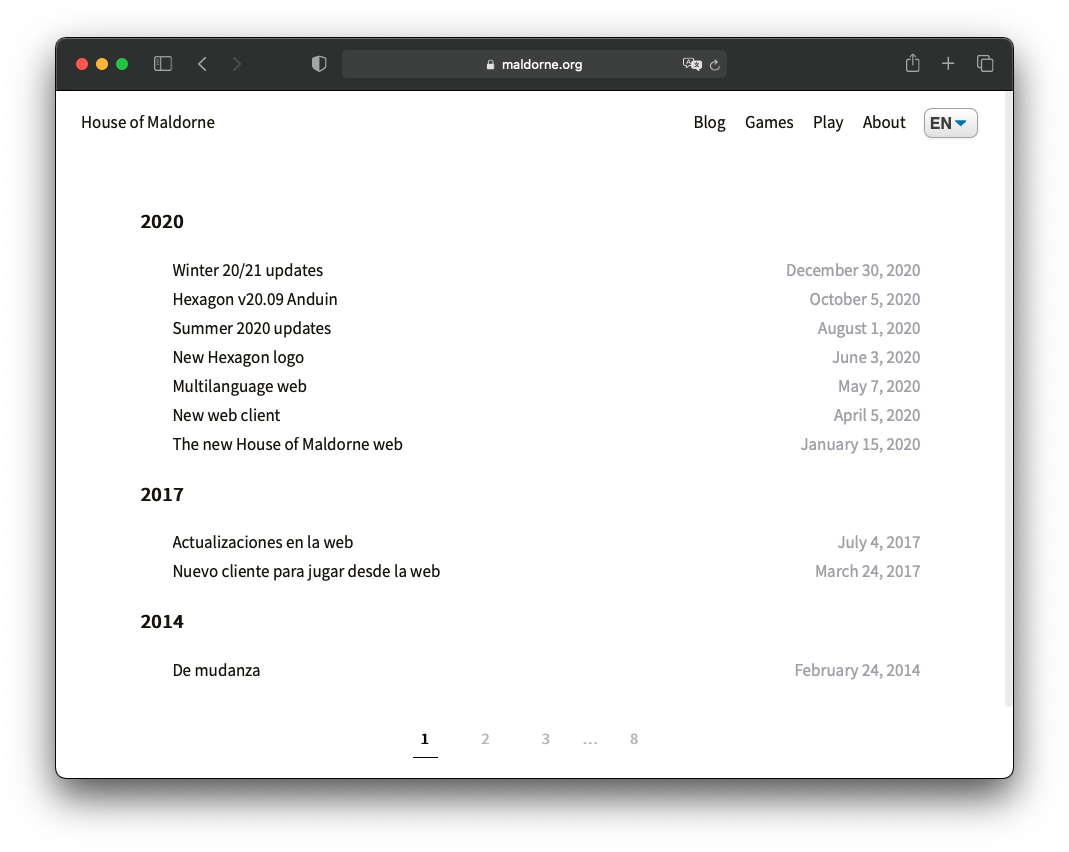 maldorne.org
House of Maldorne Blog Games Play About EN
2020
Winter 20/21 updates December 30, 2020
Hexagon v20.09 Anduin October 5, 2020
Summer 2020 updates August 1, 2020
New Hexagon logo June 3, 2020
Multilanguage web May 7, 2020
New web client April 5, 2020
The new House of Maldorne web January 15, 2020
2017
Actualizaciones en la web July 4, 2017
Nuevo cliente para jugar desde la web March 24, 2017
2014
De mudanza February 24, 2014
1 2 3 ... 8